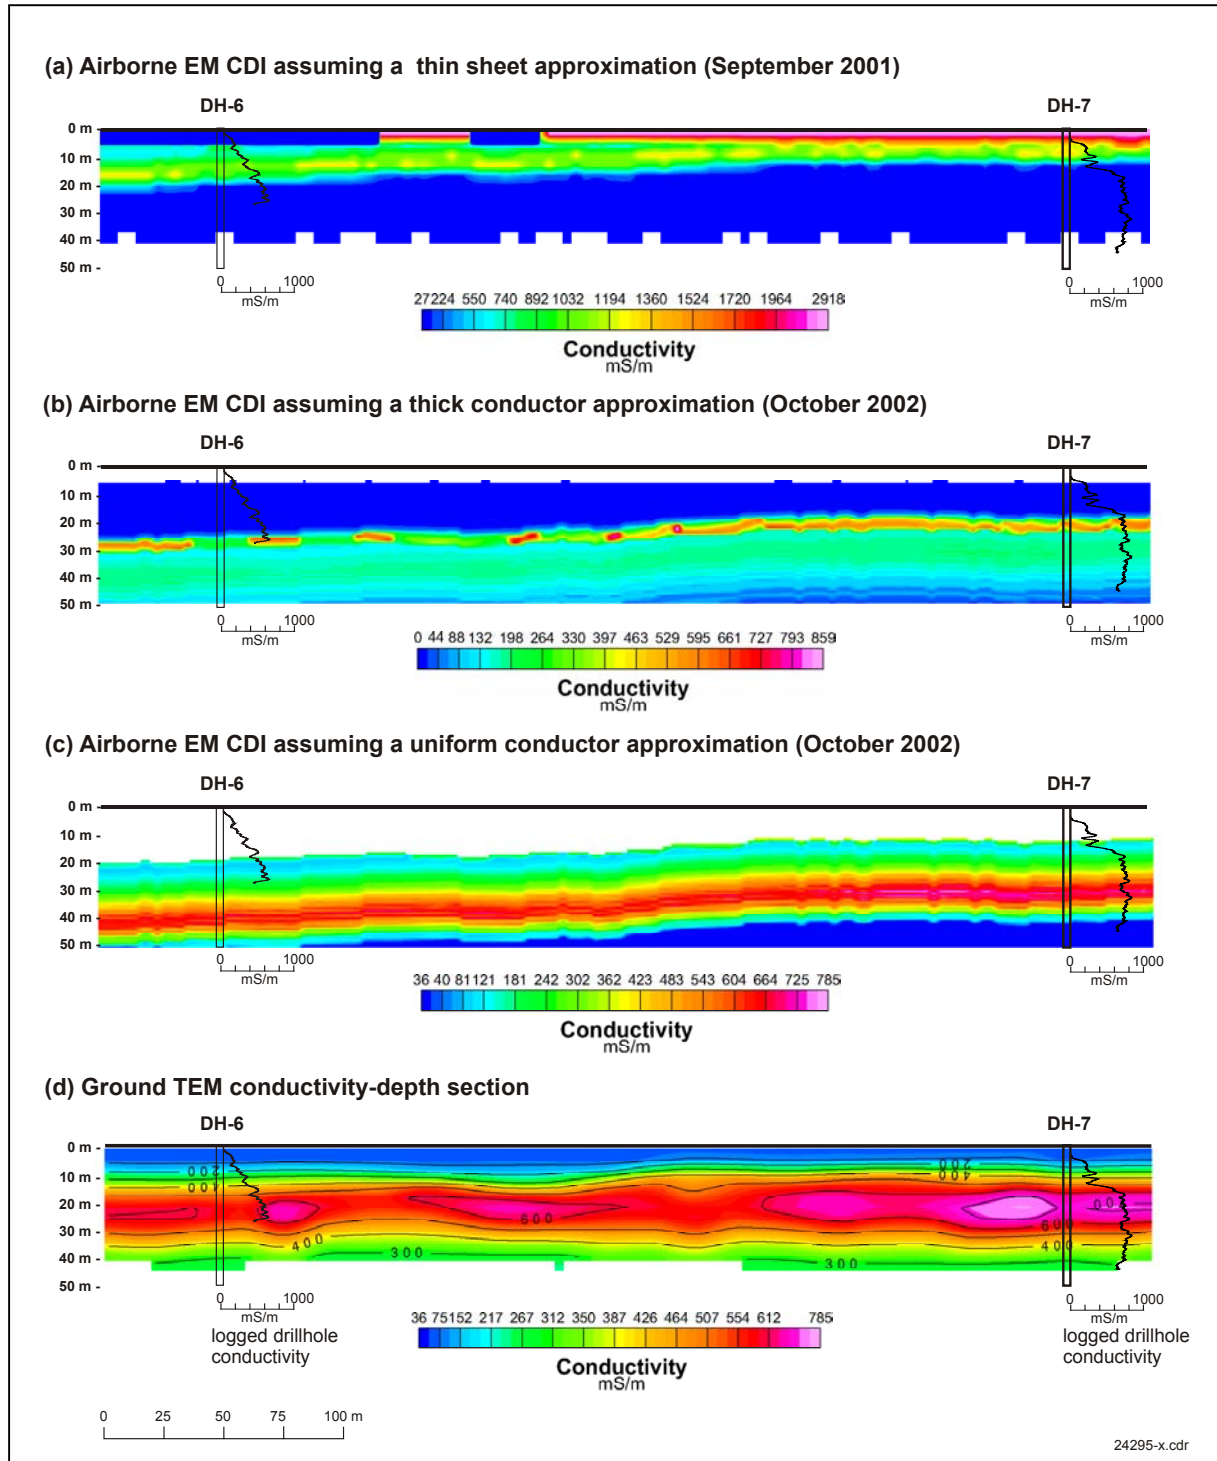 (a) Airborne EM CDI assuming a thin sheet approximation (September 2001)
DH-6 DH-7
0 m -
10 m -
20 m -
30 m -
40 m -
50 m -
0 1000 0 1000
mS/m mS/m
27224 550 740 892 1032 1194 1360 1524 1720 1964 2918
Conductivity
mS/m
(b) Airborne EM CDI assuming a thick conductor approximation (October 2002)
DH-6 DH-7
0 m -
10 m -
20 m -
30 m -
40 m -
50 m -
0 1000 0 1000
mS/m mS/m
0 44 88 132 198 264 330 397 463 529 595 661 727 793 859
Conductivity
mS/m
(c) Airborne EM CDI assuming a uniform conductor approximation (October 2002)
DH-6 DH-7
0 m -
10 m -
20 m -
30 m -
40 m -
50 m -
0 1000 0 1000
mS/m mS/m
36 40 81 121 181 242 302 362 423 483 543 604 664 725 785
Conductivity
mS/m
(d) Ground TEM conductivity-depth section
DH-6 DH-7
0 m -
200 200
10 m -
400 400
20 m -
600 00
30 m -
600
400 400
40 m -
300 300
50 m -
0 1000 0 1000
mS/m mS/m
logged drillhole logged drillhole
conductivity conductivity
36 75152 217 267 312 350 387 426 464 507 554 612 785
Conductivity
mS/m
0 25 50 75 100 m
24295-x.cdr